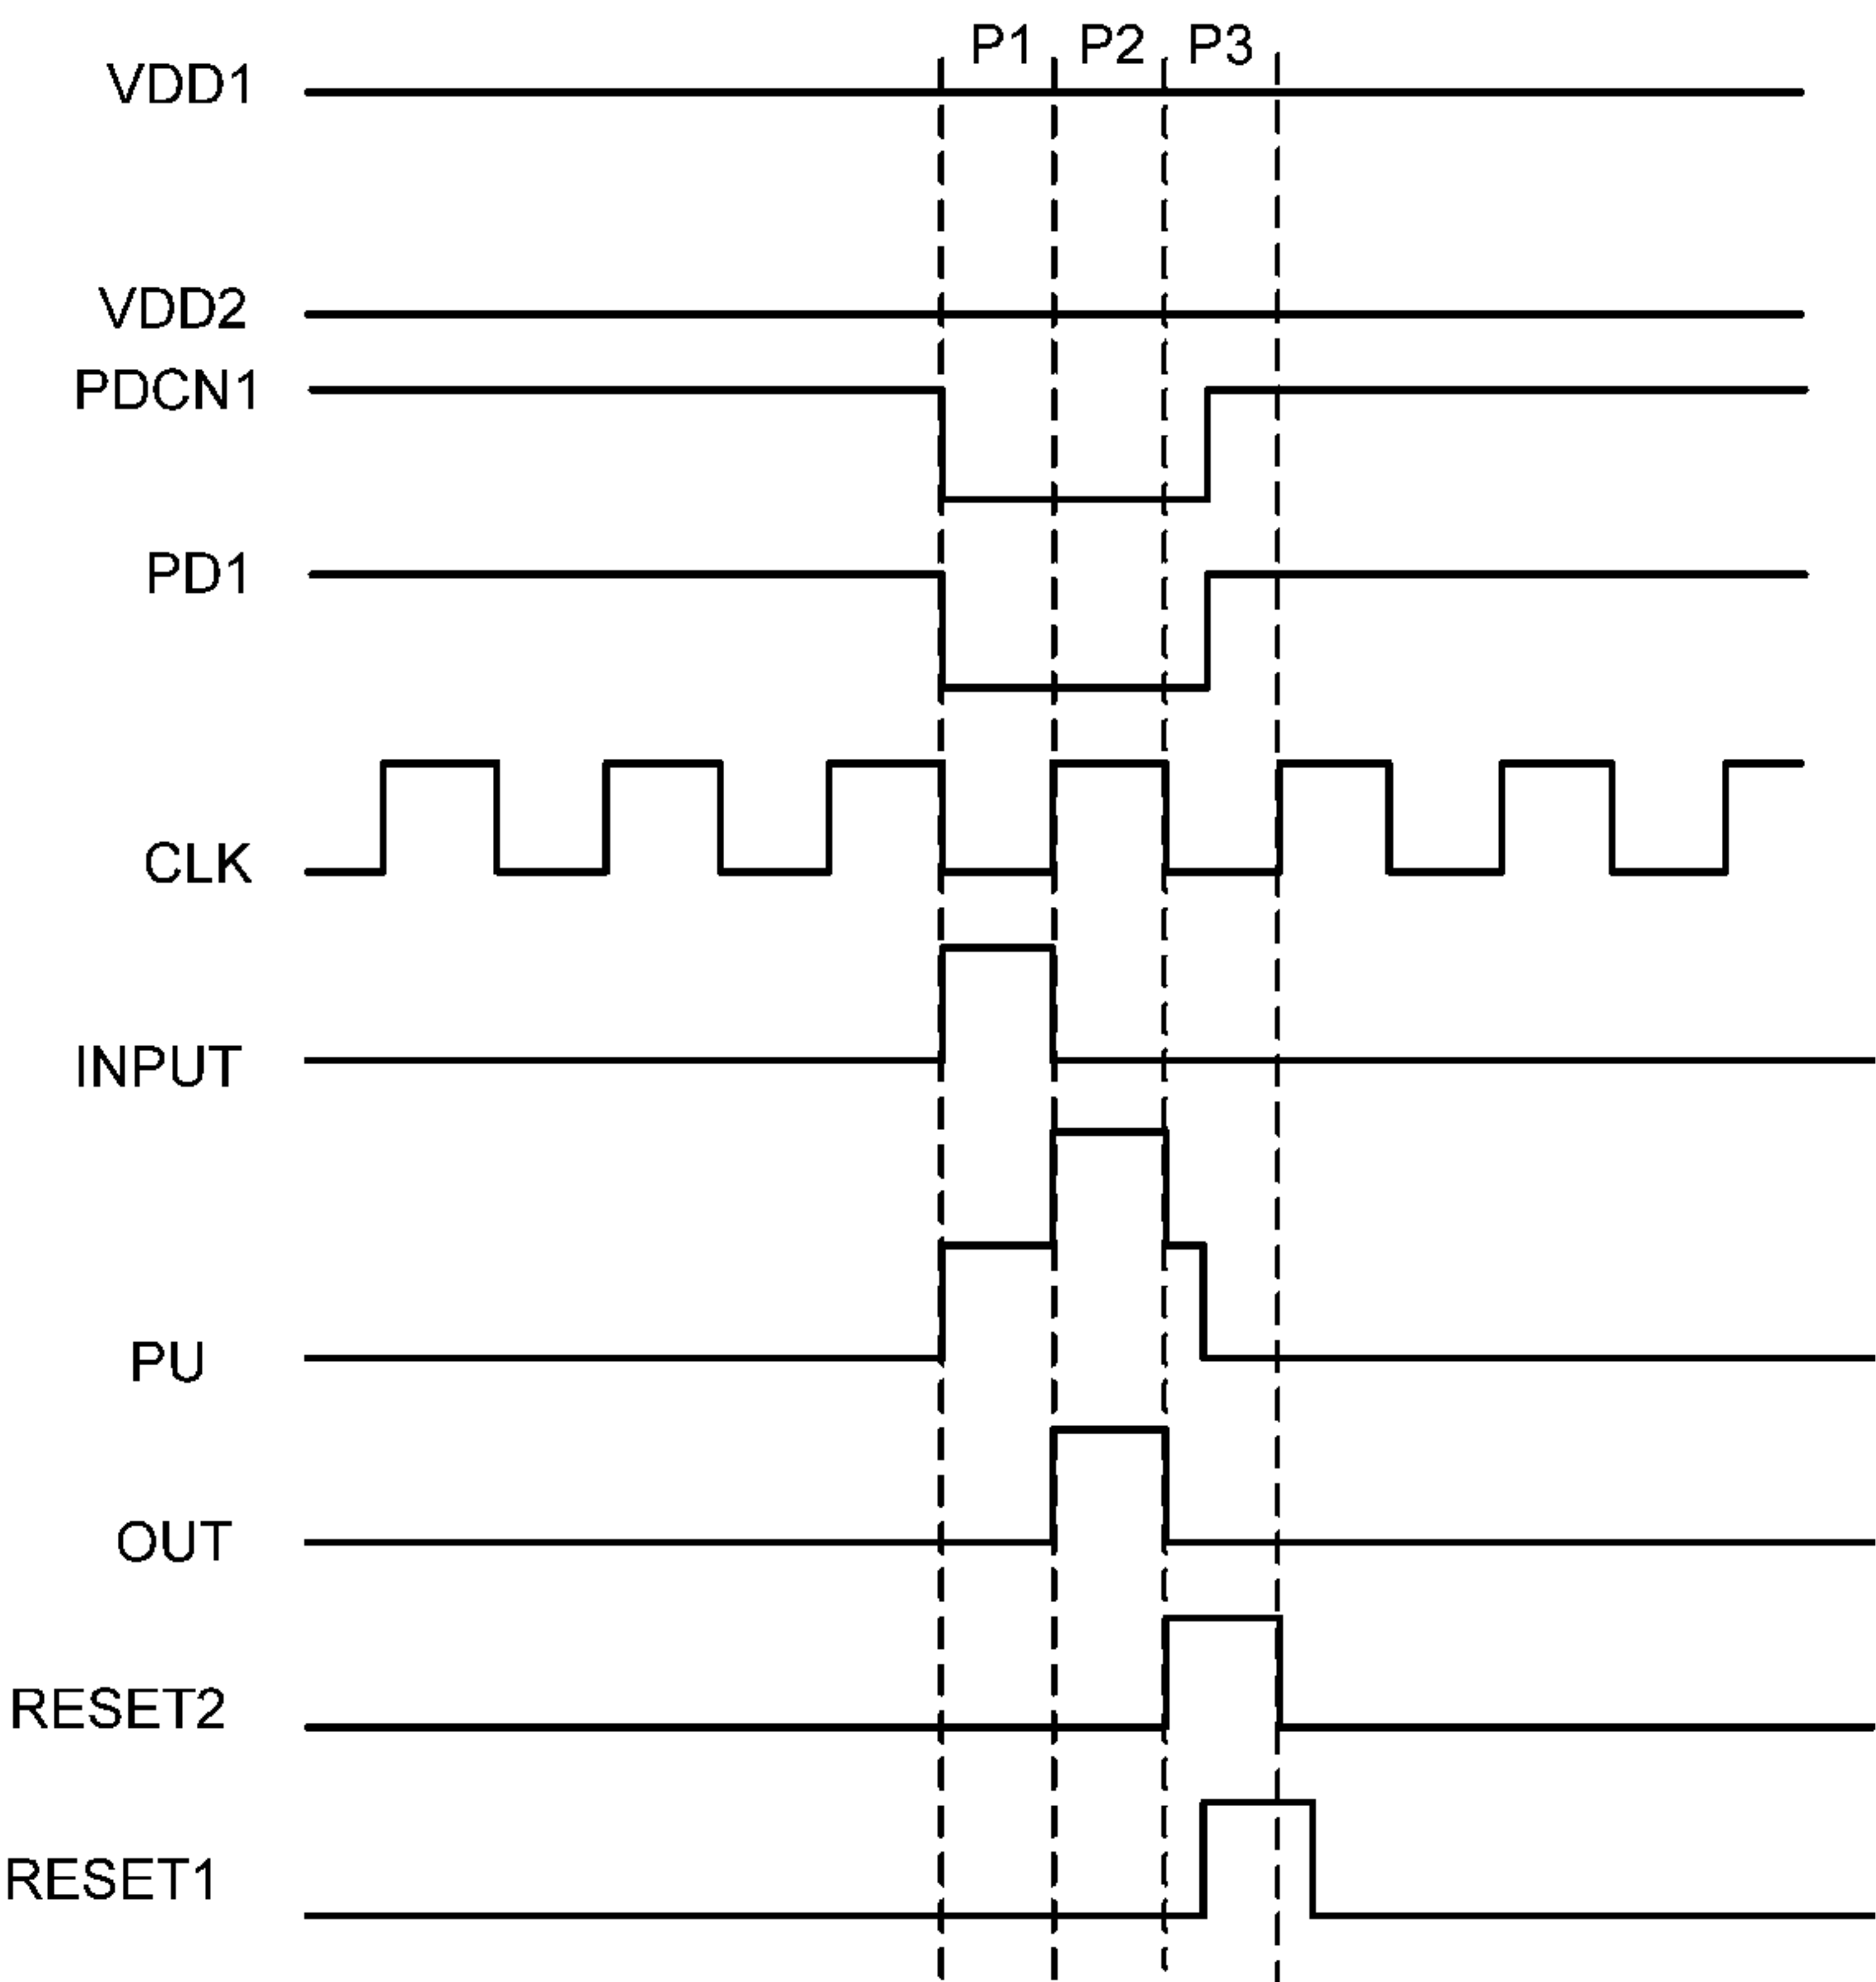 P1 P2 P3
VDD1
VDD2
PDCN1
PD1
CLK
INPUT
PU
OUT
RESET2
RESET1